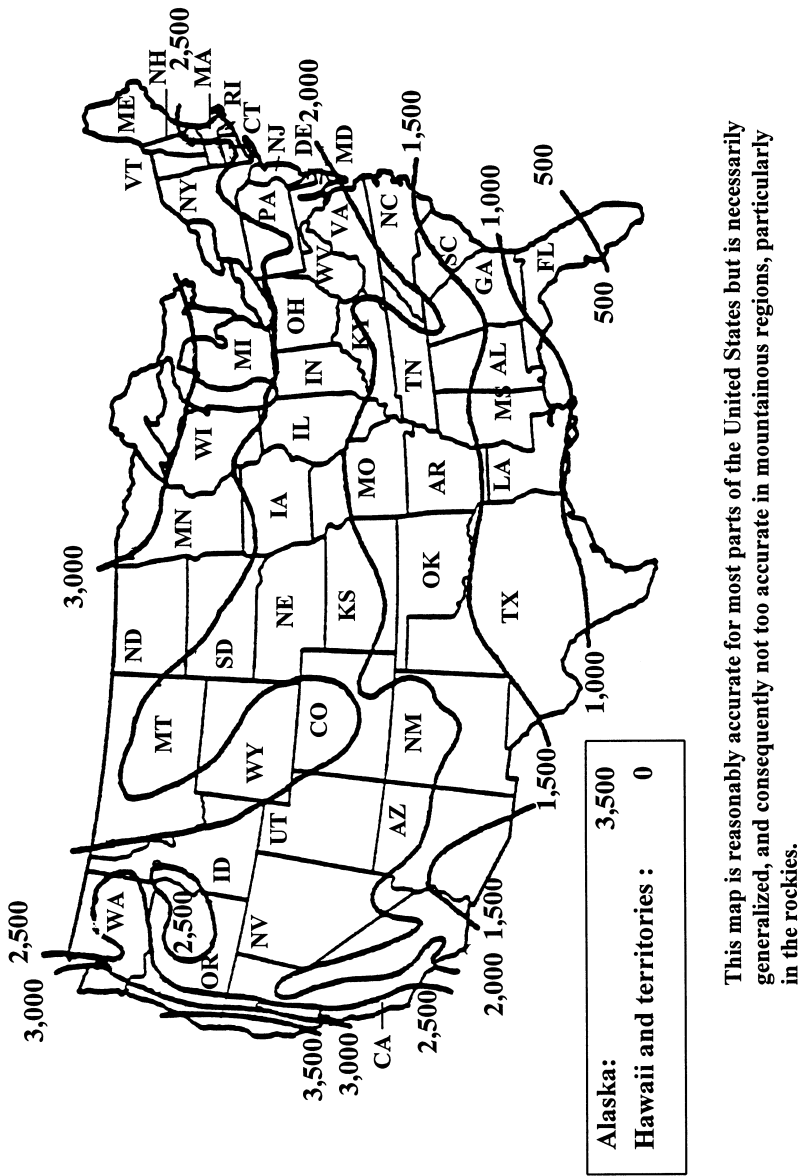 3,000
2,500
WA
2,500
OR
ID
MT
ND
3,000
MN
WI
MI
VT
ME
NH
2,500
MA
RI
CT
NY
NJ
PA
DE
2,000
MD
WY
SD
NE
IA
IL
IN
OH
WV
VA
NV
UT
CO
KS
MO
KY
NC
1,500
3,500
3,000
CA
2,500
2,000
1,500
AZ
NM
OK
AR
TN
SC
1,000
500
TX
LA
MS
AL
GA
FL
500
1,500
1,000
Alaska: 3,500
Hawaii and territories : 0
This map is reasonably accurate for most parts of the United States but is necessarily
generalized, and consequently not too accurate in mountainous regions, particularly
in the rockies.